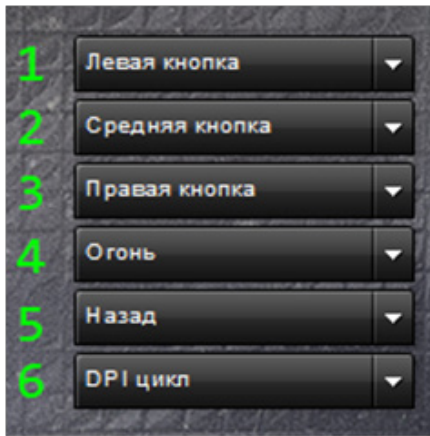 1 Левая кнопка
2 Средняя кнопка
3 Правая кнопка
4 Огонь
5 Назад
6 DPI цикл